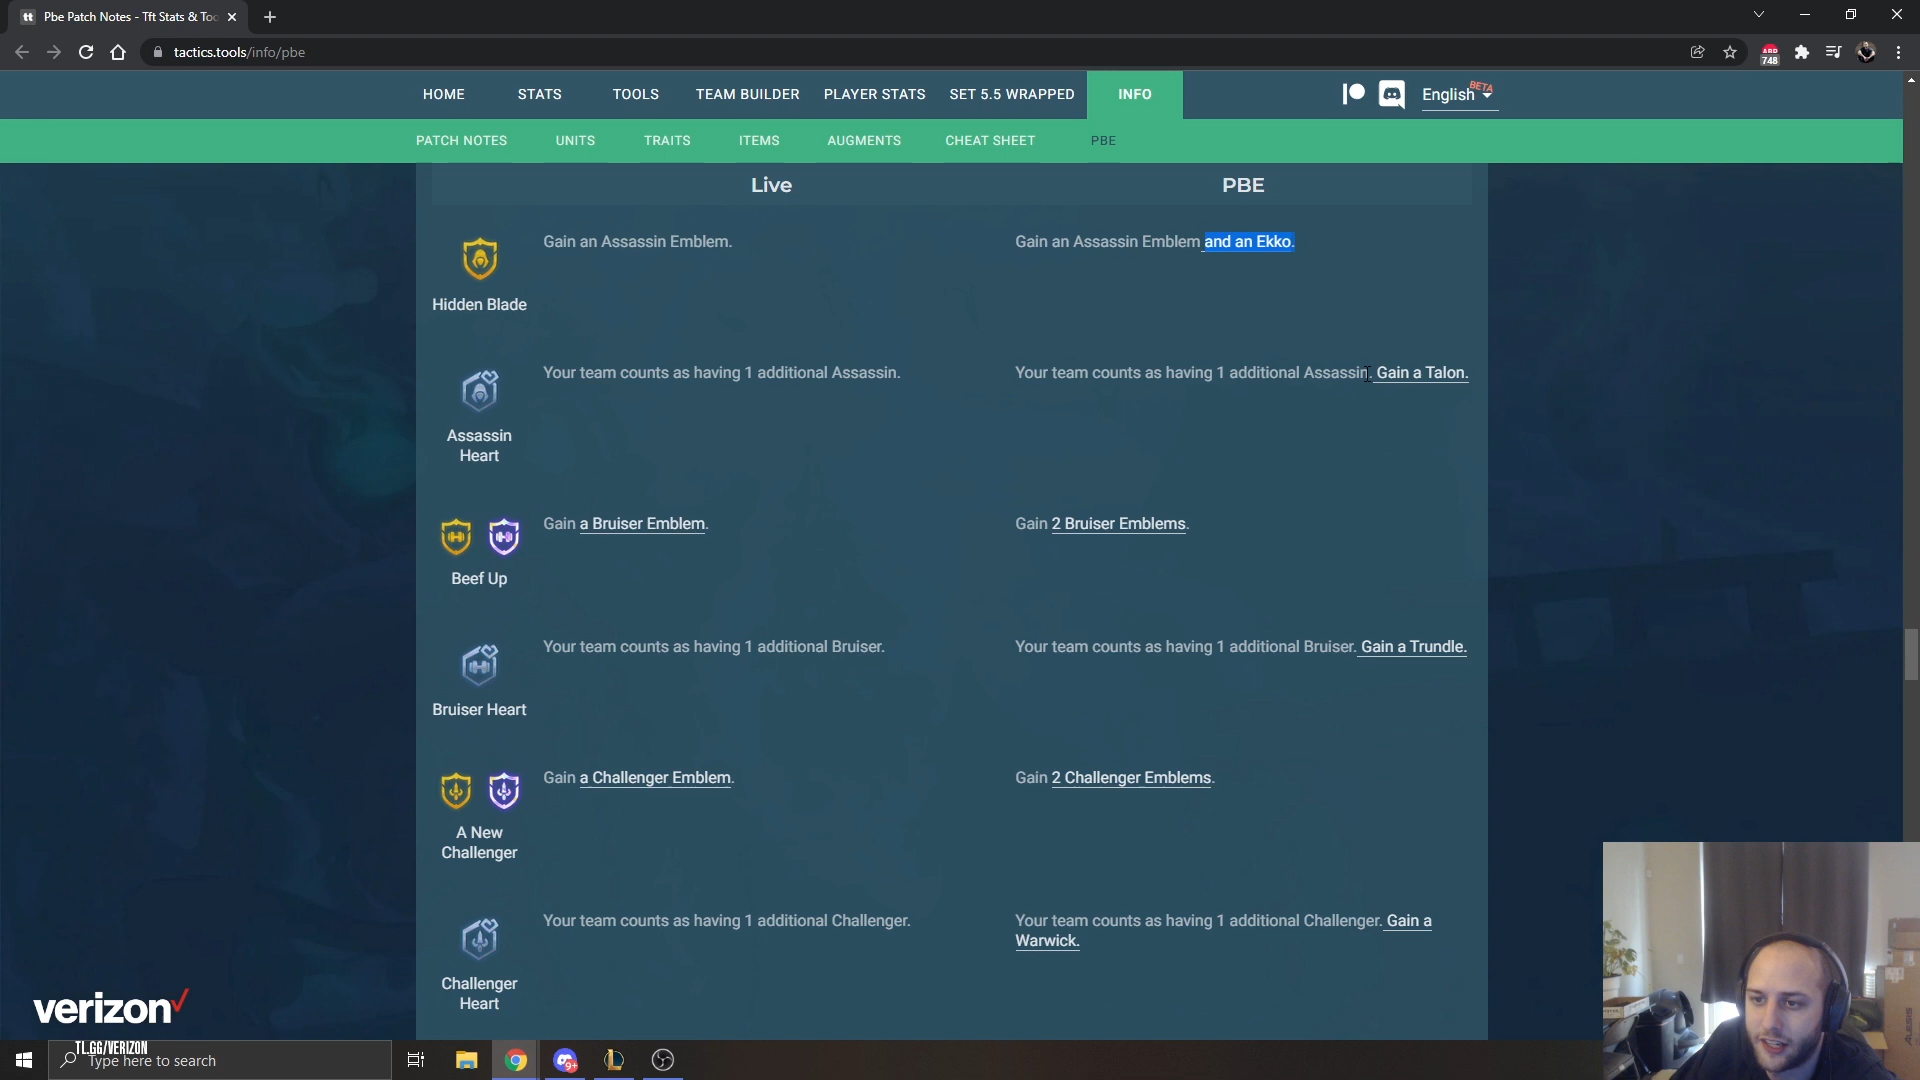 Pbe Patch Notes - Tft Stats & Too
tactics.tools/info/pbe
ABP
748
HOME STATS TOOLS TEAM BUILDER PLAYER STATS SET 5.5 WRAPPED INFO English BETA
PATCH NOTES UNITS TRAITS ITEMS AUGMENTS CHEAT SHEET PBE
Live PBE
Gain an Assassin Emblem. Gain an Assassin Emblem and an Ekko.
Hidden Blade
Your team counts as having 1 additional Assassin. Your team counts as having 1 additional Assassin. Gain a Talon.
Assassin
Heart
Gain a Bruiser Emblem. Gain 2 Bruiser Emblems.
Beef Up
Your team counts as having 1 additional Bruiser. Your team counts as having 1 additional Bruiser. Gain a Trundle.
Bruiser Heart
Gain a Challenger Emblem. Gain 2 Challenger Emblems.
A New
Challenger
Your team counts as having 1 additional Challenger. Your team counts as having 1 additional Challenger. Gain a
Warwick.
Challenger
Heart
verizon
TL.GG/VERIZON
Type here to search
9+